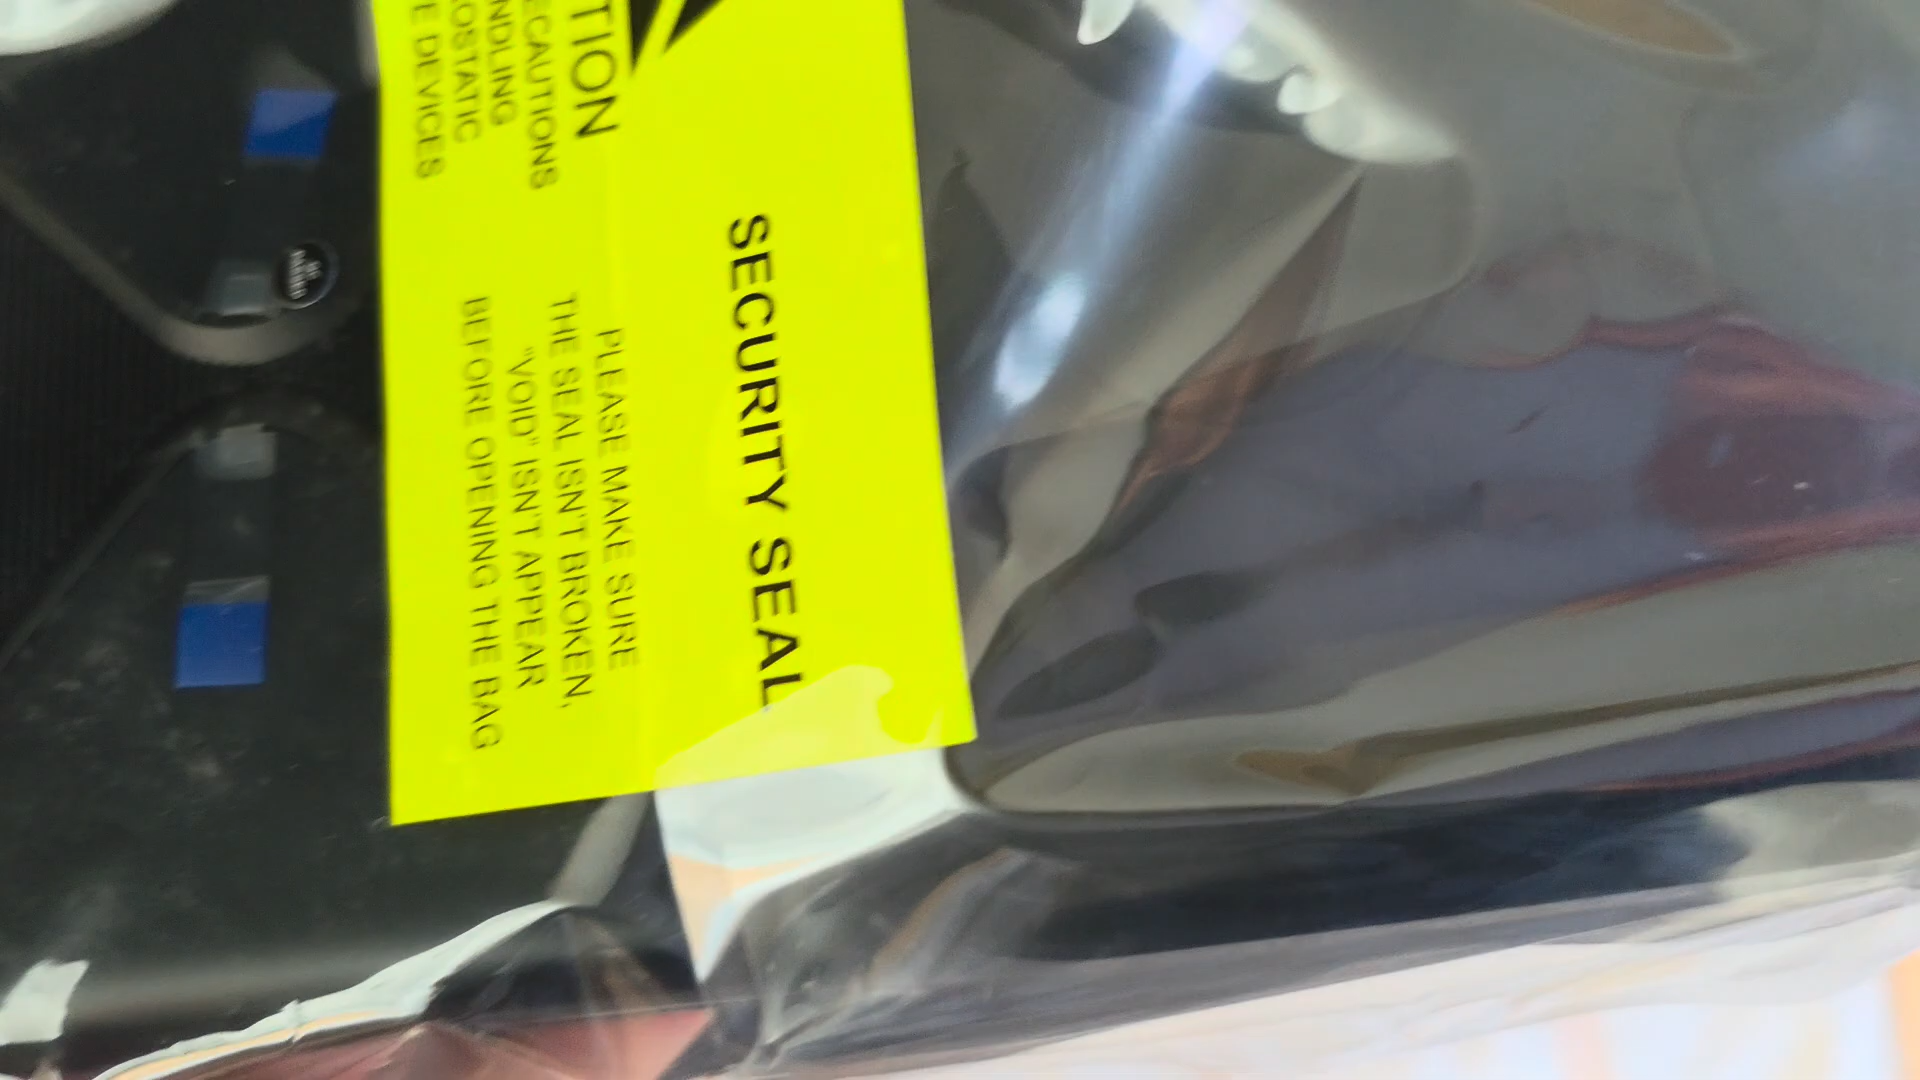 TION
ECAUTIONS
NDLING
OSTATIC
E DEVICES
SECURITY SEAL
PLEASE MAKE SURE
THE SEAL ISN'T BROKEN,
"VOID" ISN'T APPEAR
BEFORE OPENING THE BAG